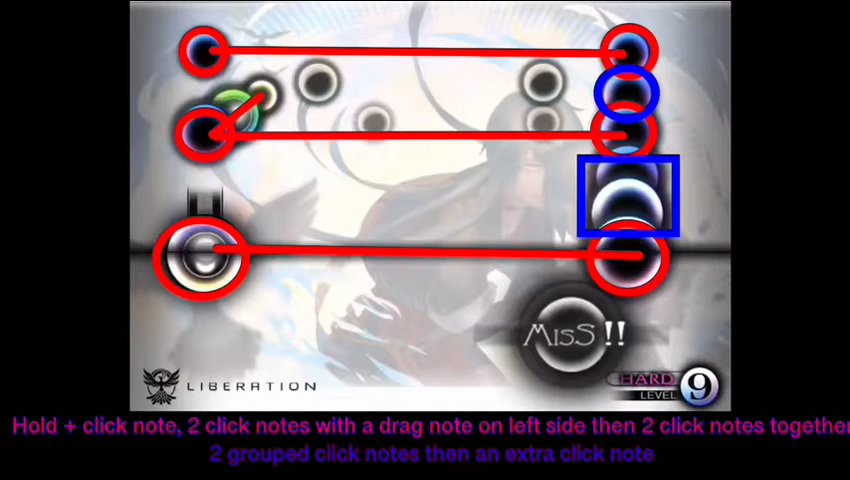 MISS!!
LIBERATION
HARD
LEVEL 9
Hold + click note, 2 click notes with a drag note on left side then 2 click notes together
2 grouped click notes then an extra click note